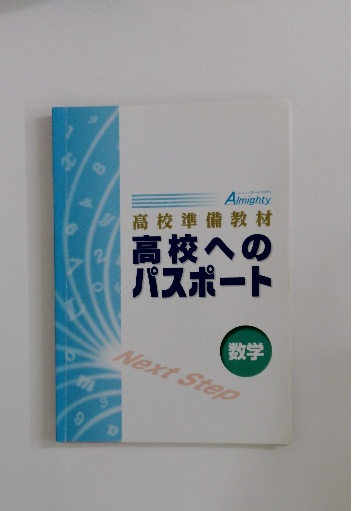 Almighty
高校準備教材
高校への
パスポート
数学
Next Step